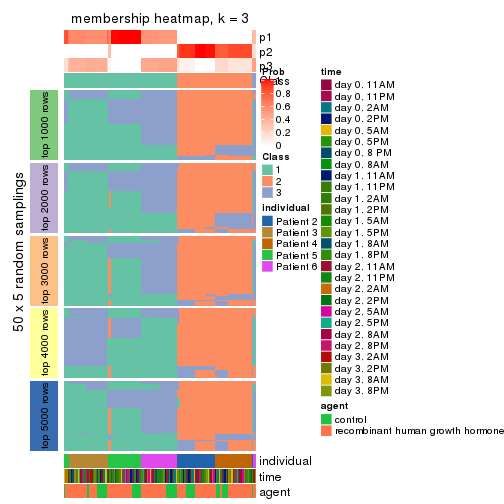 membership heatmap, k = 3
p1
p2
p3
Class
50 x 5 random samplings
top 1000 rows
top 2000 rows
top 3000 rows
top 4000 rows
top 5000 rows
individual
time
agent
Prob
1
0.8
0.6
0.4
0.2
0
Class
1
2
3
individual
Patient 2
Patient 3
Patient 4
Patient 5
Patient 6
time
day 0. 11AM
day 0. 11PM
day 0. 2AM
day 0. 2PM
day 0. 5AM
day 0. 5PM
day 0. 8 PM
day 0. 8AM
day 1. 11AM
day 1. 11PM
day 1. 2AM
day 1. 2PM
day 1. 5AM
day 1. 5PM
day 1. 8AM
day 1. 8PM
day 2. 11AM
day 2. 11PM
day 2. 2AM
day 2. 2PM
day 2. 5AM
day 2. 5PM
day 2. 8AM
day 2. 8PM
day 3. 2AM
day 3. 2PM
day 3. 8AM
day 3. 8PM
agent
control
recombinant human growth hormone